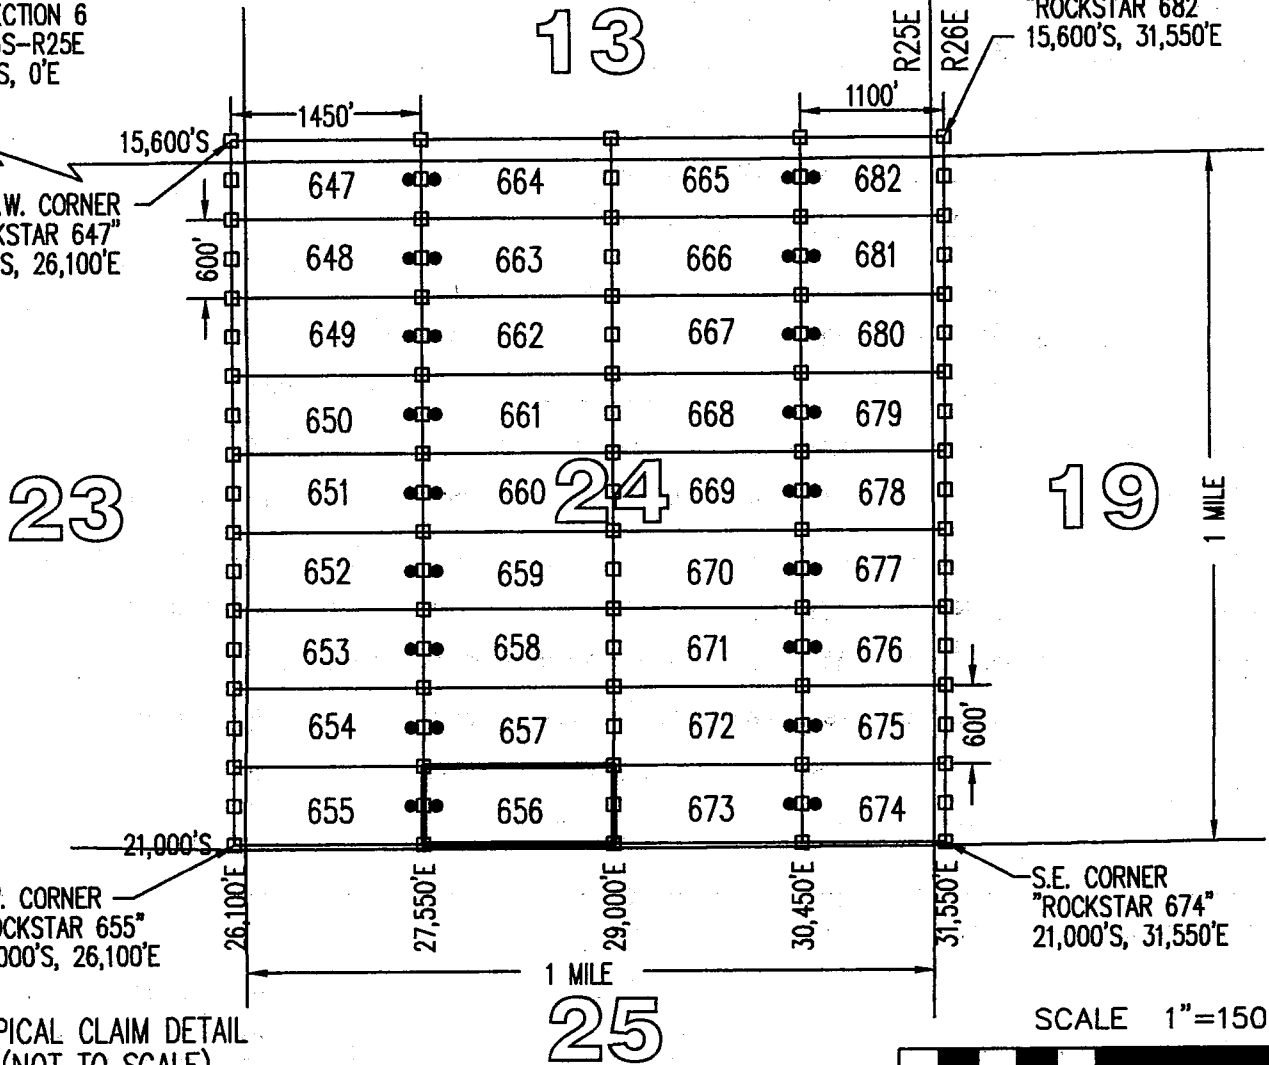 ECTION 6
S-R25E
'S, 0'E
13
R25E
R26E
"ROCKSTAR 682
15,600'S, 31,550'E
1450'
1100'
15,600'S
.W. CORNER
KSTAR 647"
'S, 26,100'E
600'
647 664 665 682
648 663 666 681
649 662 667 680
650 661 668 679
651 660 669 678
652 659 670 677
653 658 671 676
654 657 672 675
655 656 673 674
23
24
19
1 MILE
600'
21,000'S
'. CORNER
OCKSTAR 655"
000'S, 26,100'E
26,100'E
27,550'E
29,000'E
30,450'E
31,550'E
S.E. CORNER
"ROCKSTAR 674"
21,000'S, 31,550'E
1 MILE
25
PICAL CLAIM DETAIL
(NOT TO SCALE)
SCALE 1"=150